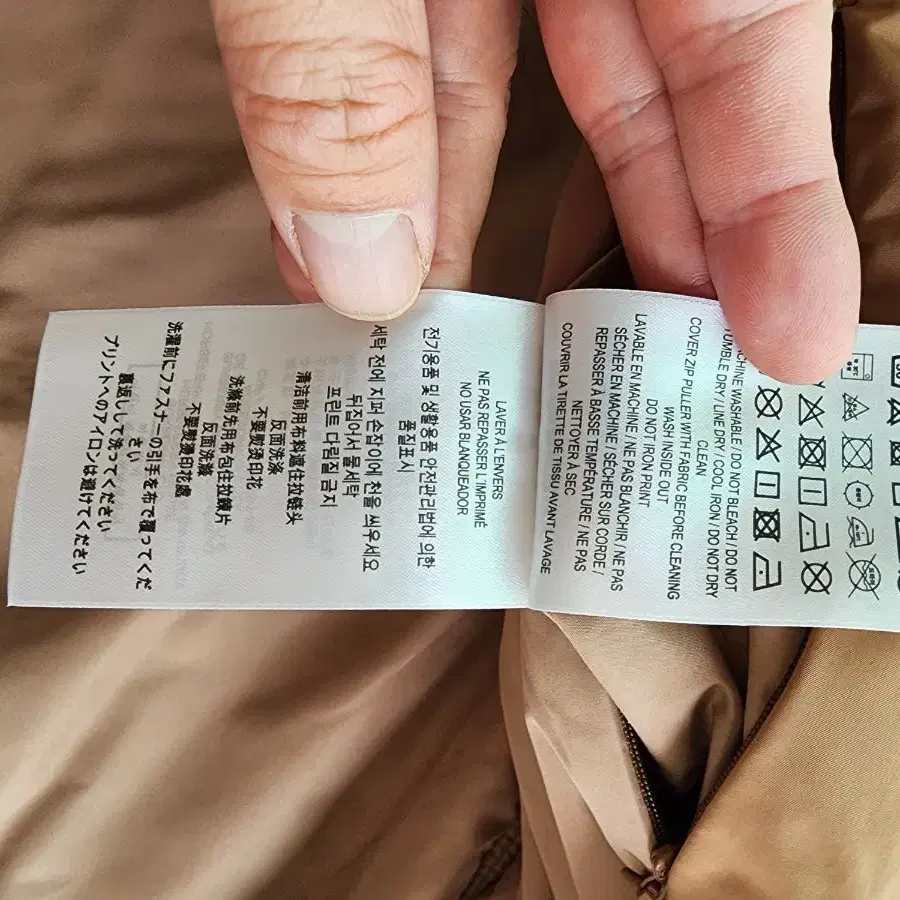 WASHABLE / DO NOT BLEACH / DO NOT
TUMBLE DRY / LINE DRY / COOL IRON / DO NOT DRY
CLEAN
COVER ZIP PULLER WITH FABRIC BEFORE CLEANING
WASH INSIDE OUT
DO NOT IRON PRINT
LAVABLE EN MACHINE / NE PAS BLANCHIR / NE PAS
SÉCHER EN MACHINE / SÉCHER SUR CORDE /
REPASSER À BASSE TEMPÉRATURE / NE PAS
NETTOYER À SEC
COUVRIR LA TIRETTE DE TISSU AVANT LAVAGE
LAVER À L'ENVERS
NE PAS REPASSER L'IMPRIMÉ
NO USAR BLANQUEADOR
전기용품 및 생활용품 안전관리법에 의한
품질표시
세탁 전에 지퍼 손잡이에 천을 씌우세요
뒤집어서 물세탁
프린트 다림질 금지
清洁前用布料遮住拉链头
反面洗涤
不要熨烫印花
洗滌前先用布包住拉鍊片
反面洗滌
不要熨燙印花處
洗濯前にファスナーの引手を布で覆ってくだ
さい
裏返して洗ってください
プリントへのアイロンは避けてください